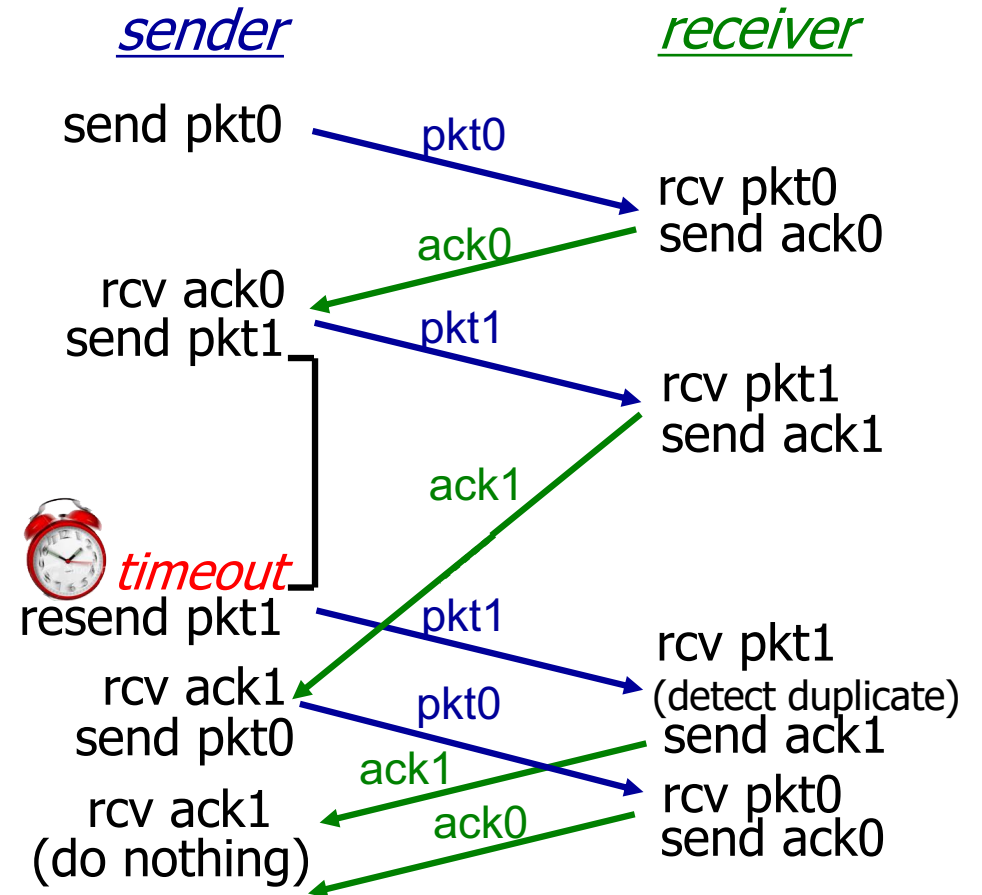 sender
receiver
send pkt0
pkt0
rcv pkt0
send ack0
ack0
rcv ack0
send pkt1
pkt1
rcv pkt1
send ack1
ack1
timeout
resend pkt1
pkt1
rcv pkt1
(detect duplicate)
send ack1
rcv ack1
send pkt0
pkt0
ack1
rcv pkt0
send ack0
rcv ack1
(do nothing)
ack0